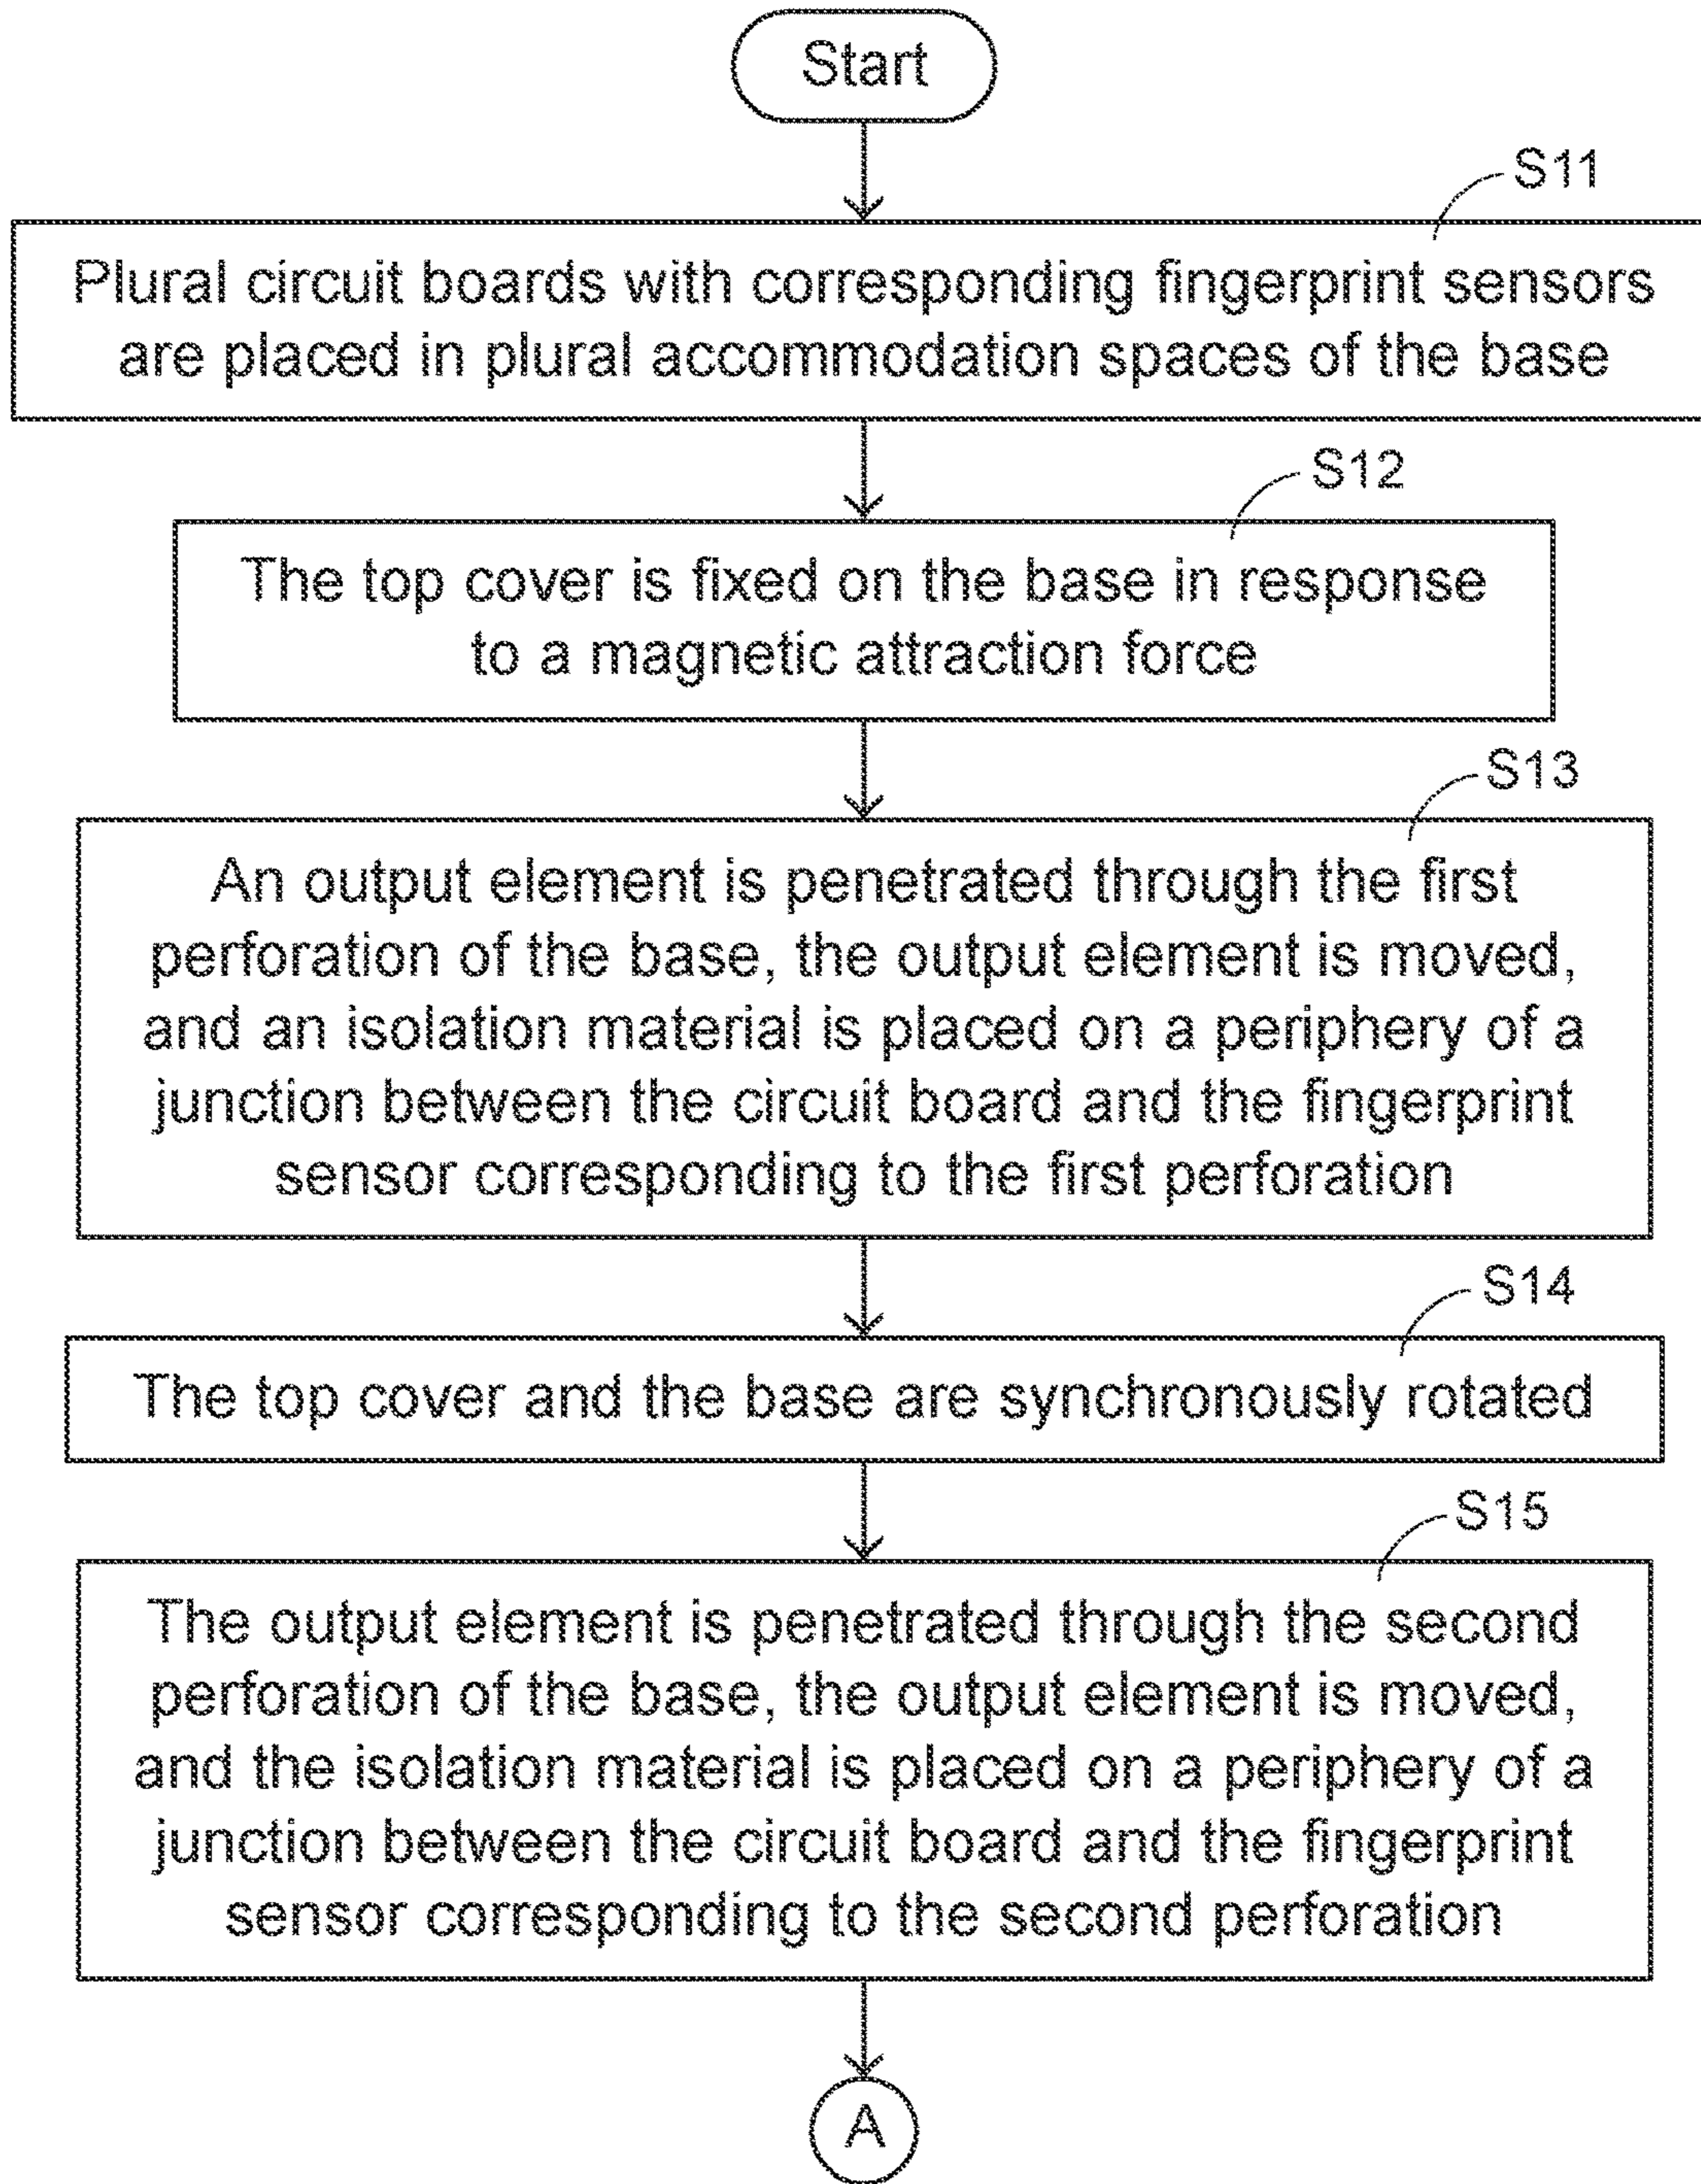 Start
S11
Plural circuit boards with corresponding fingerprint sensors
are placed in plural accommodation spaces of the base
S12
The top cover is fixed on the base in response
to a magnetic attraction force
S13
An output element is penetrated through the first
perforation of the base, the output element is moved,
and an isolation material is placed on a periphery of a
junction between the circuit board and the fingerprint
sensor corresponding to the first perforation
S14
The top cover and the base are synchronously rotated
S15
The output element is penetrated through the second
perforation of the base, the output element is moved,
and the isolation material is placed on a periphery of a
junction between the circuit board and the fingerprint
sensor corresponding to the second perforation
A